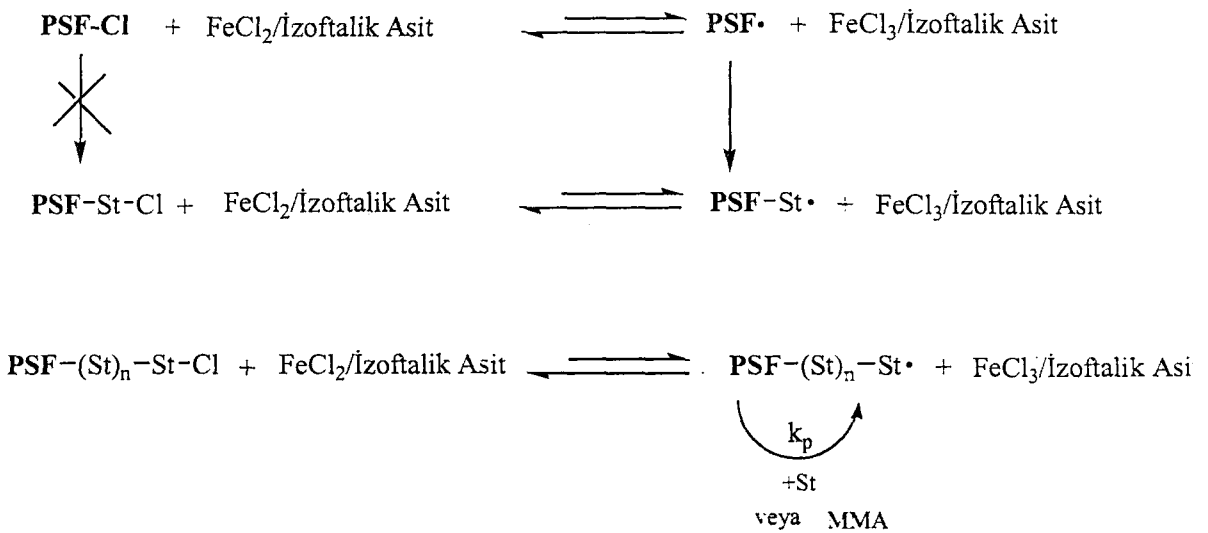 PSF-Cl + FeCl₂/İzoftalik Asit PSF• + FeCl₃/İzoftalik Asit
PSF-St-Cl + FeCl₂/İzoftalik Asit PSF-St• + FeCl₃/İzoftalik Asit
PSF-(St)ₙ-St-Cl + FeCl₂/İzoftalik Asit PSF-(St)ₙ-St• + FeCl₃/İzoftalik Asi
kₚ
+St
veya MMA